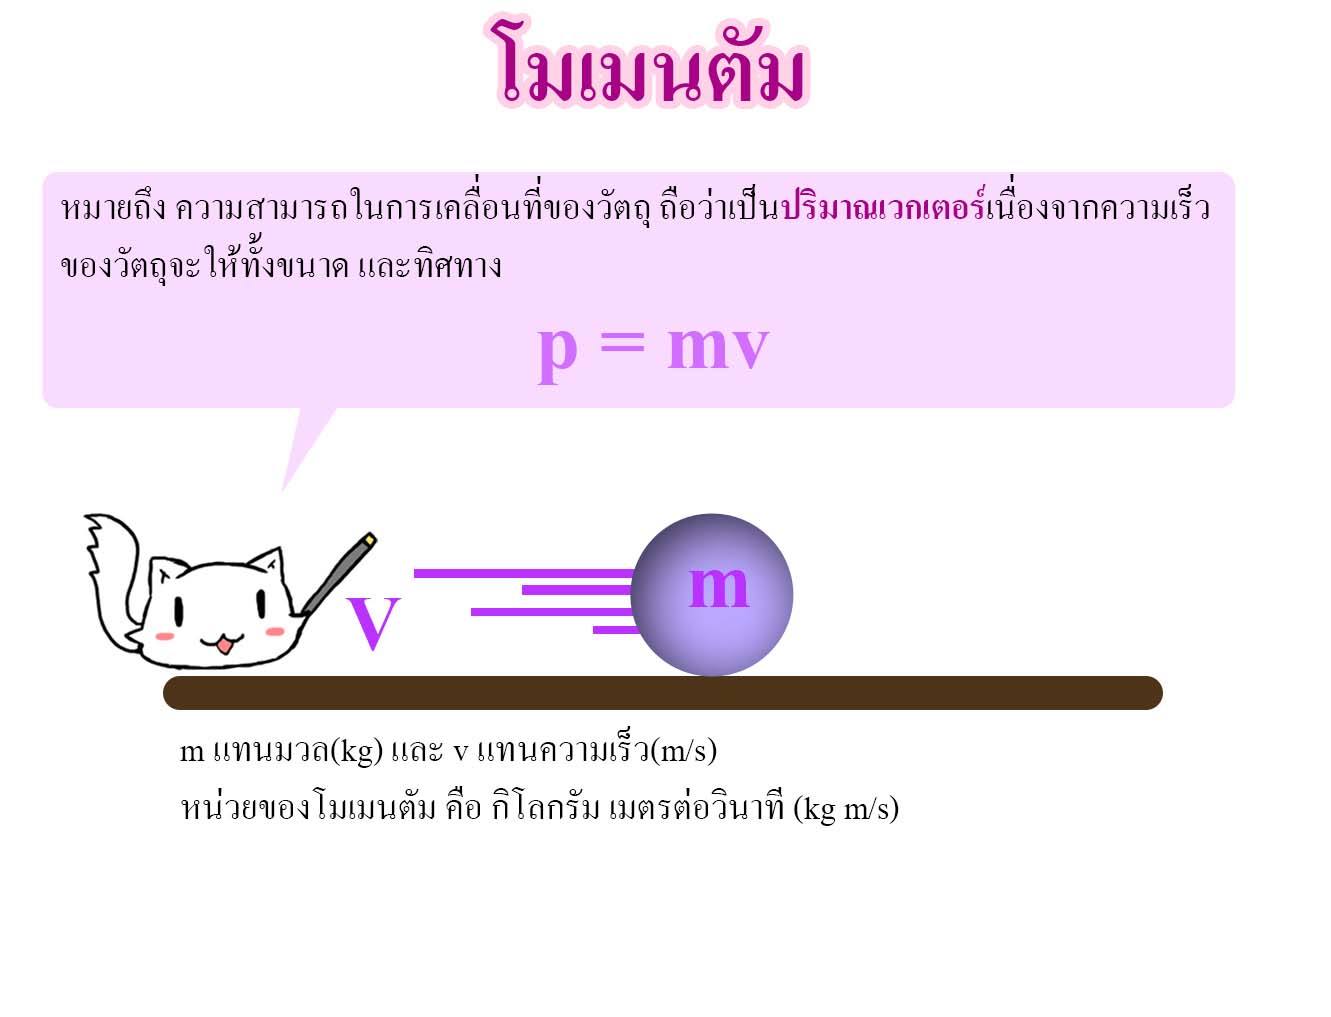 โมเมนตัม
หมายถึง ความสามารถในการเคลื่อนที่ของวัตถุ ถือว่าเป็นปริมาณเวกเตอร์เนื่องจากความเร็ว
ของวัตถุจะให้ทั้งขนาด และทิศทาง
p = mv
m
v
m แทนมวล(kg) และ v แทนความเร็ว(m/s)
หน่วยของโมเมนตัม คือ กิโลกรัม เมตรต่อวินาที (kg m/s)